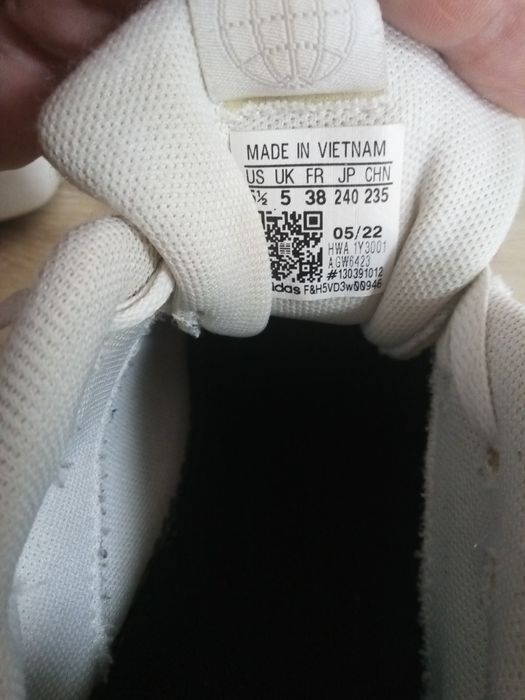 MADE IN VIETNAM
US UK FR JP CHN
5½ 5 38 240 235
05/22
HWA 1Y3001
AGW6423
#130391012
adidas F&H5VD3W00946